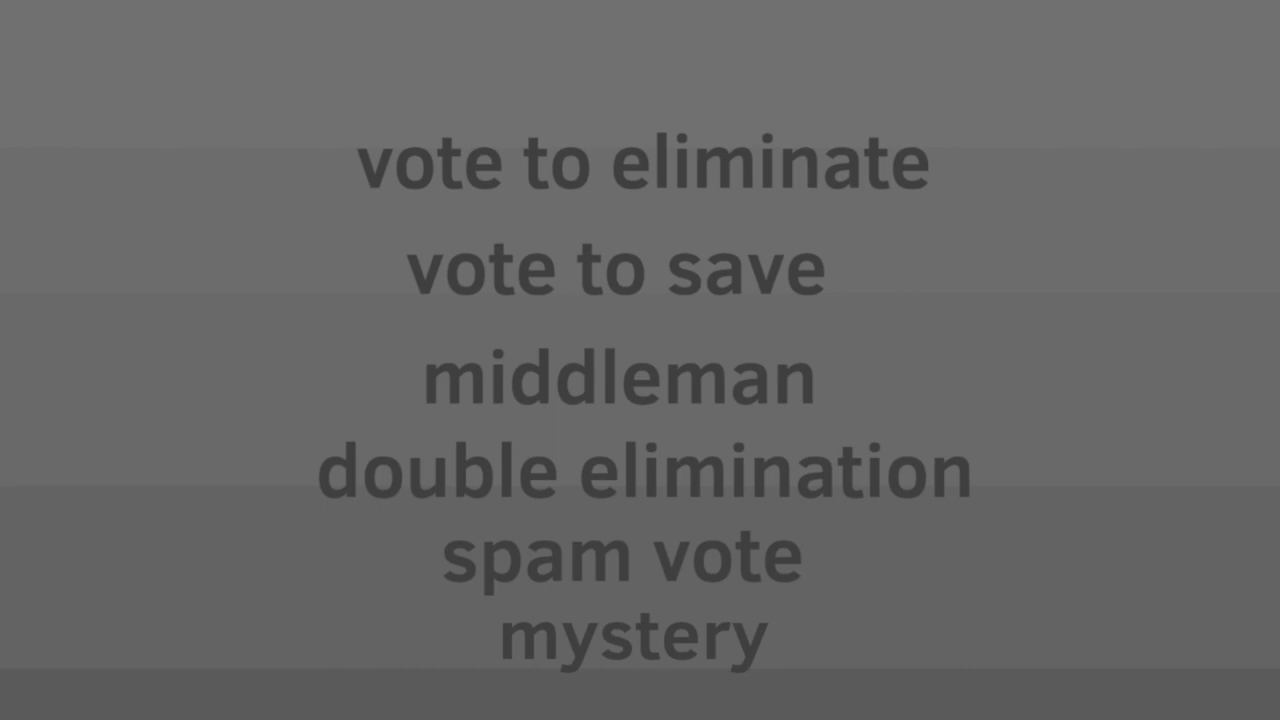 vote to eliminate
vote to save
middleman
double elimination
spam vote
mystery